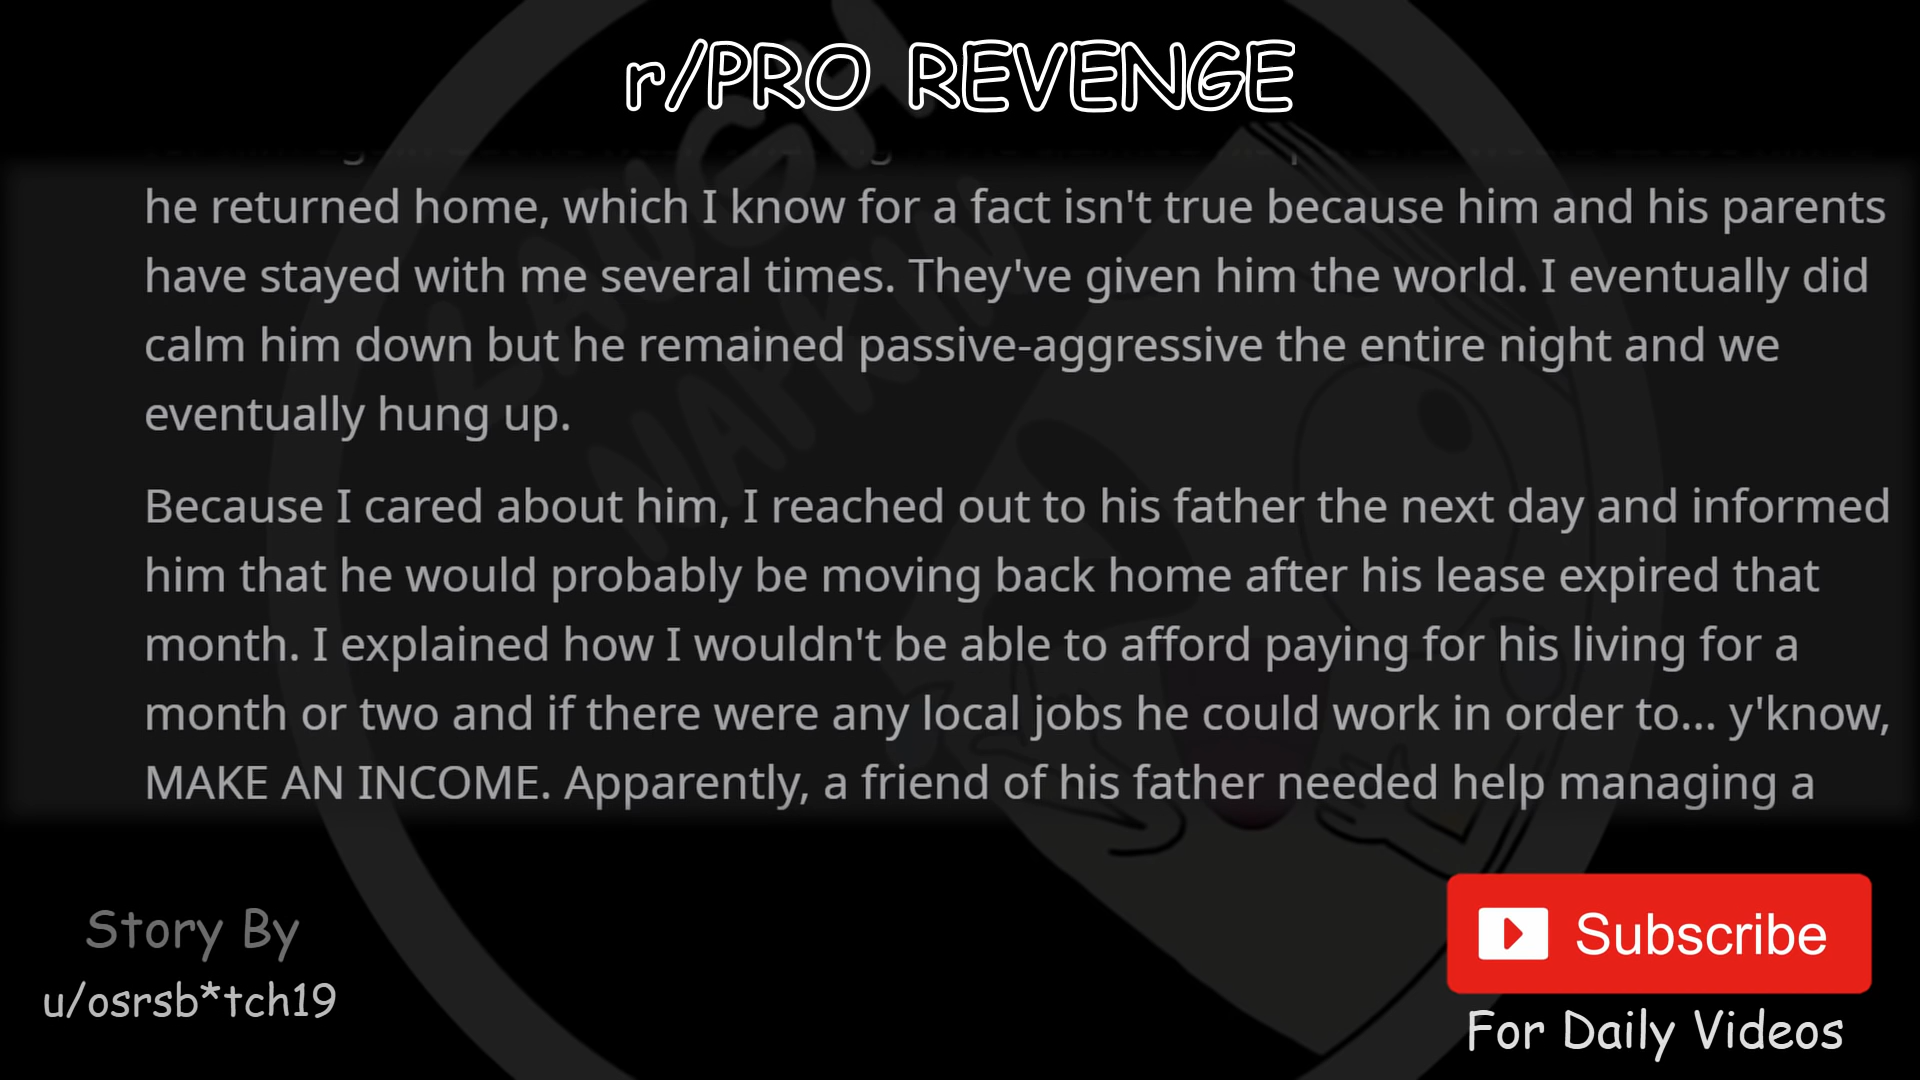 r/PRO REVENGE
he returned home, which I know for a fact isn't true because him and his parents
have stayed with me several times. They've given him the world. I eventually did
calm him down but he remained passive-aggressive the entire night and we
eventually hung up.
Because I cared about him, I reached out to his father the next day and informed
him that he would probably be moving back home after his lease expired that
month. I explained how I wouldn't be able to afford paying for his living for a
month or two and if there were any local jobs he could work in order to... y'know,
MAKE AN INCOME. Apparently, a friend of his father needed help managing a
LAUGH
NAPKIN
Story By
u/osrsb*tch19
Subscribe
For Daily Videos